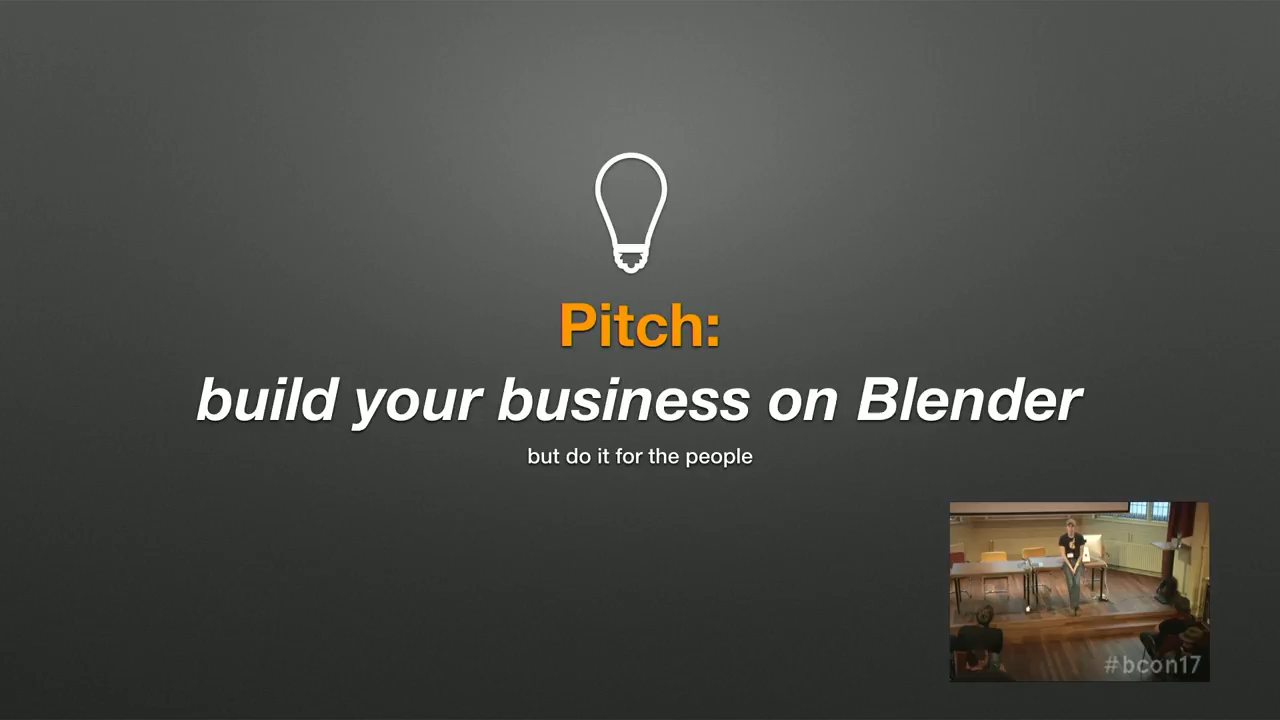 Pitch:
build your business on Blender
but do it for the people
#bcon17